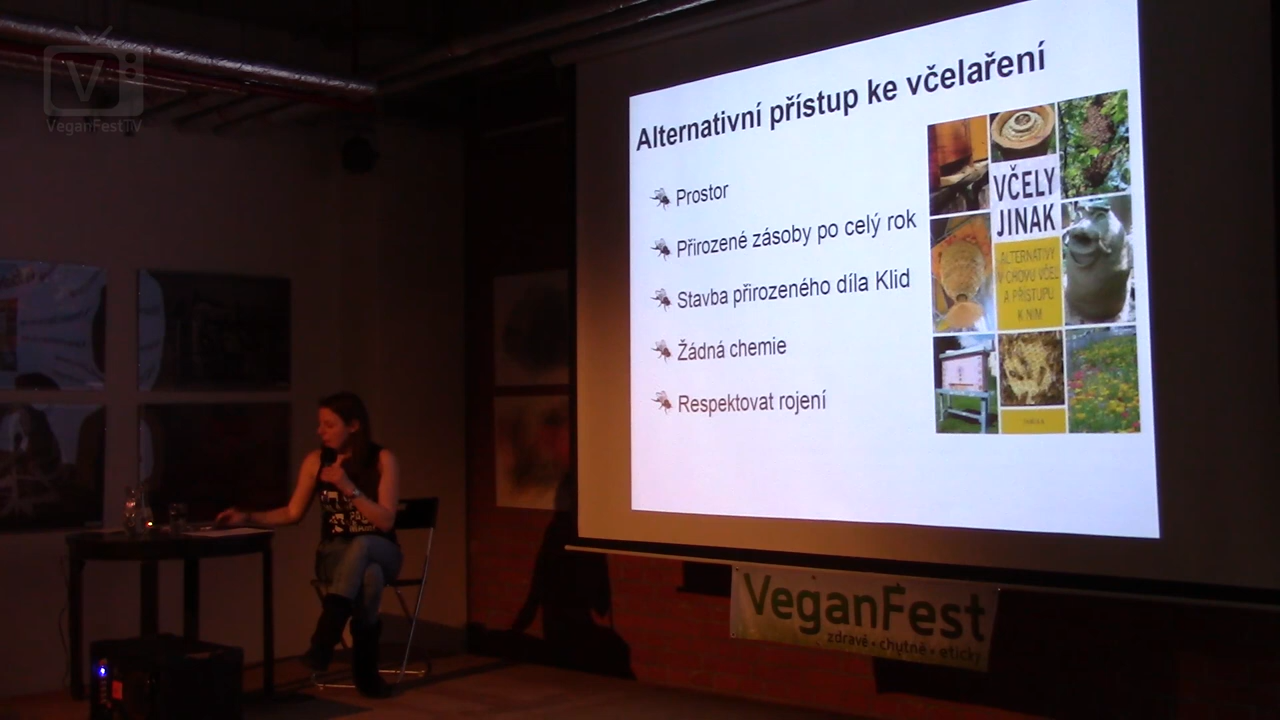 VeganFestTV
Alternativní přístup ke včelaření
Prostor
Přirozené zásoby po celý rok
Stavba přirozeného díla Klid
Žádná chemie
Respektovat rojení
VČELY
JINAK
ALTERNATIVY
V CHOVU VČEL
A PŘÍSTUPU
K NIM
VeganFest
zdravě • chutně • eticky